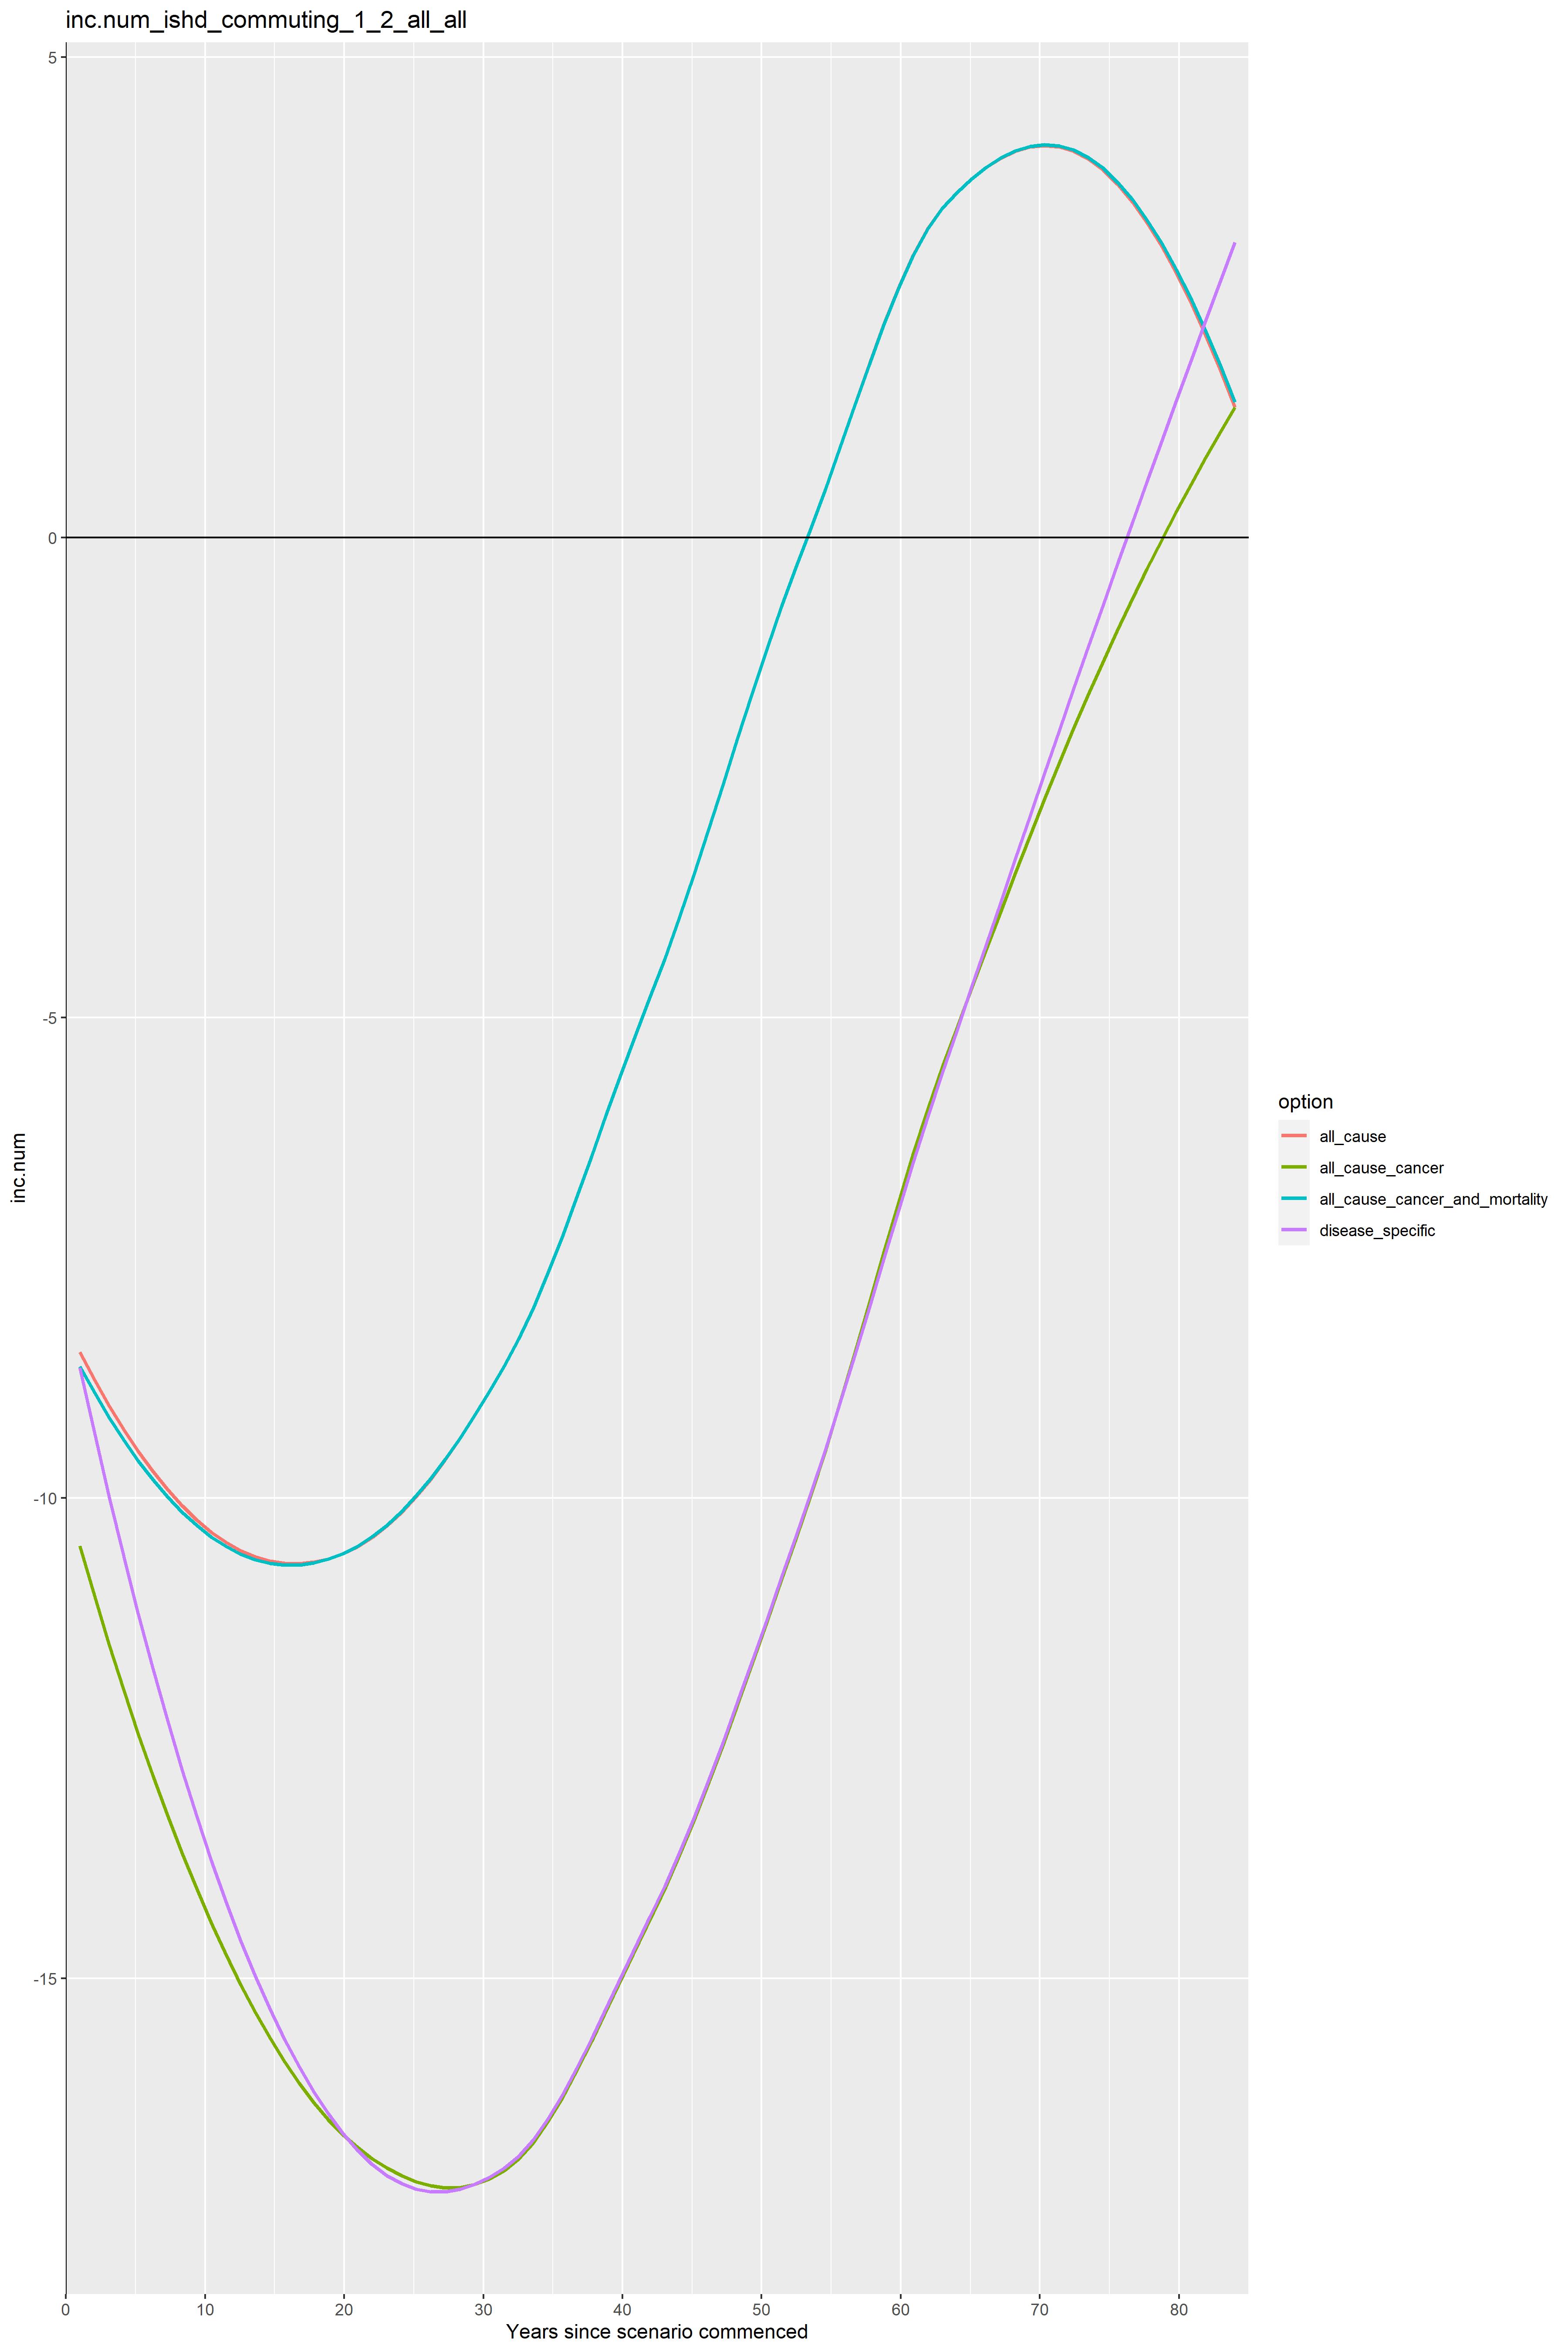 inc.num_ishd_commuting_1_2_all_all
5
0
-5
-10
-15
inc.num
0 10 20 30 40 50 60 70 80
Years since scenario commenced
option
all_cause
all_cause_cancer
all_cause_cancer_and_mortality
disease_specific